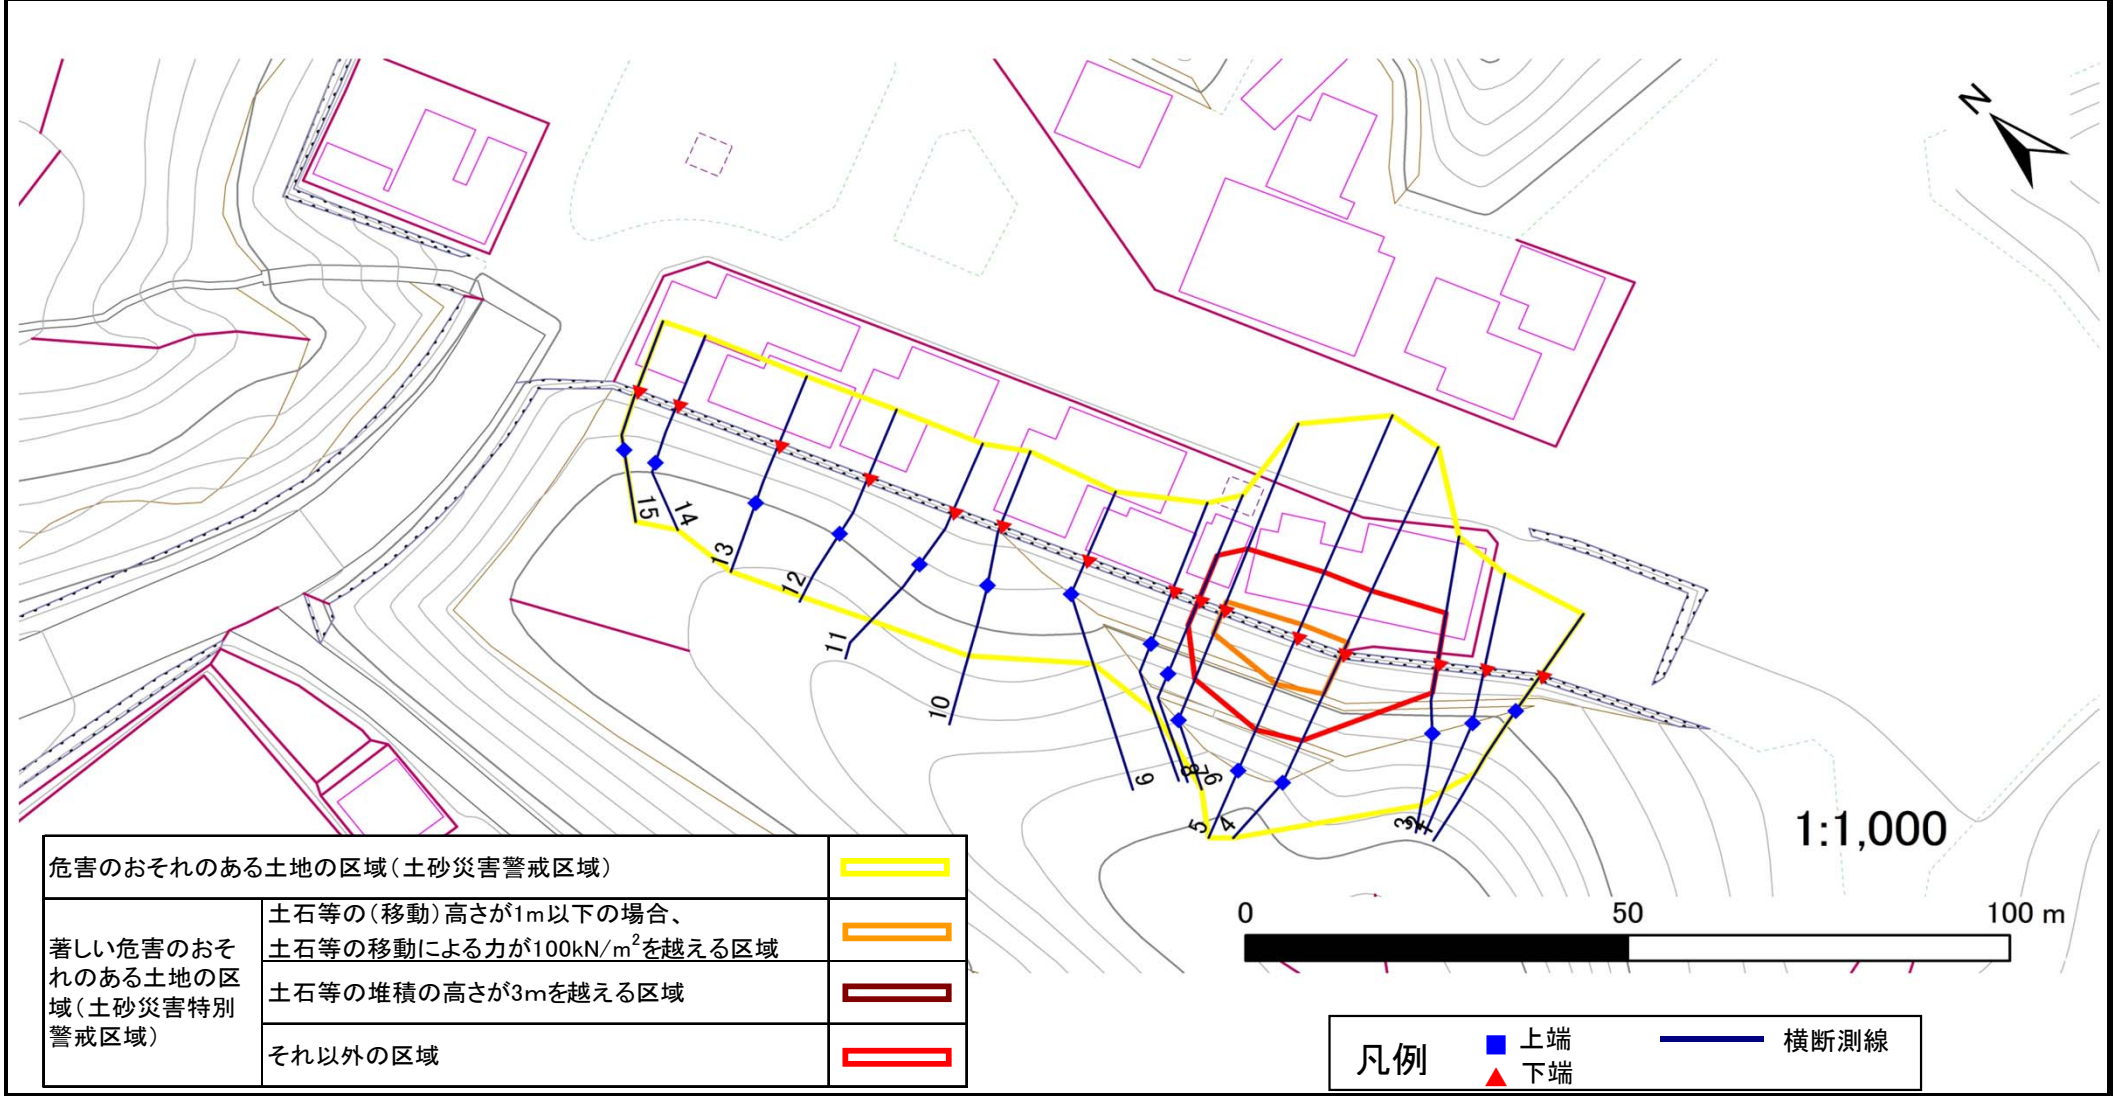 N
15
14
13
12
11
10
9
8
7
6
5
4
3
2
1
1:1,000
0 50 100 m
危害のおそれのある土地の区域(土砂災害警戒区域)
著しい危害のおそ
れのある土地の区
域(土砂災害特別
警戒区域)
土石等の(移動)高さが1m以下の場合、
土石等の移動による力が100kN/m²を越える区域
土石等の堆積の高さが3mを越える区域
それ以外の区域
凡例
上端
下端
横断測線